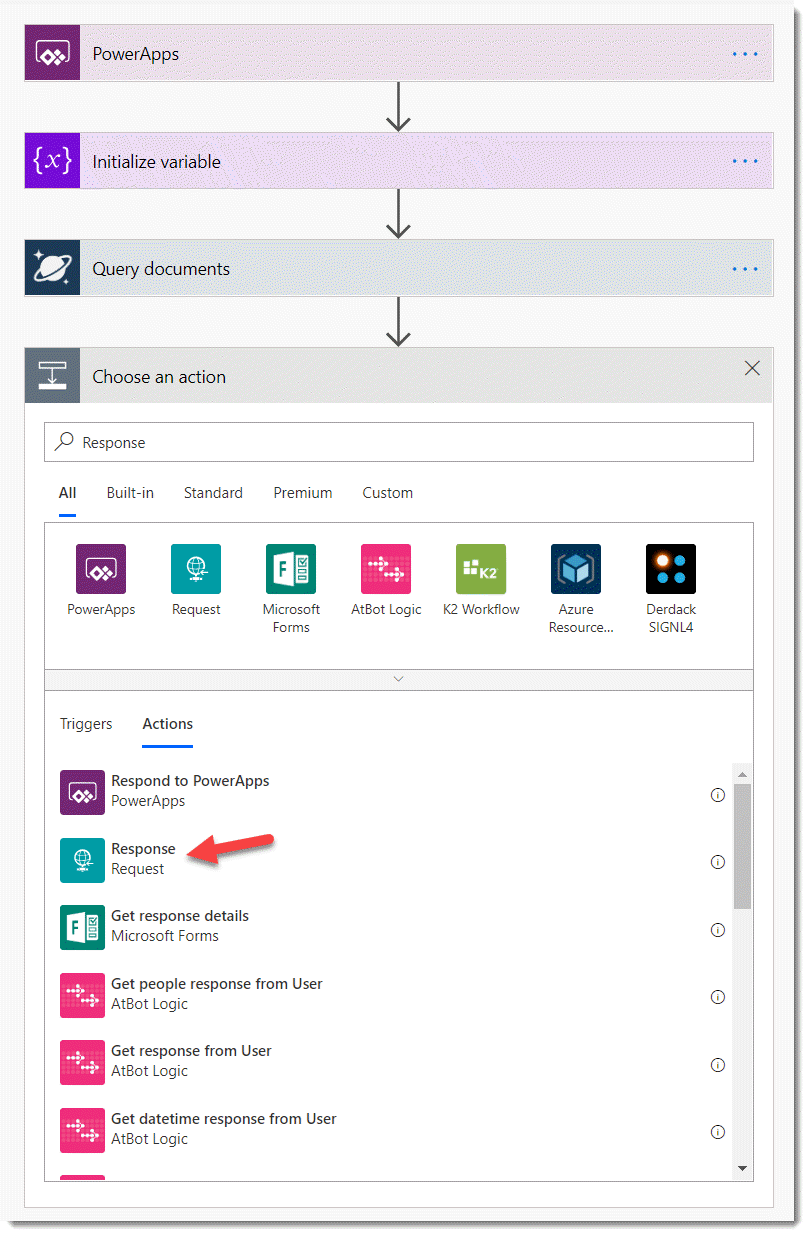 PowerApps
{x} Initialize variable
Query documents
Choose an action
Response
All Built-in Standard Premium Custom
PowerApps Request Microsoft Forms AtBot Logic K2 K2 Workflow Azure Resource... Derdack SIGNL4
Triggers Actions
Respond to PowerApps
PowerApps
Response
Request
Get response details
Microsoft Forms
Get people response from User
AtBot Logic
Get response from User
AtBot Logic
Get datetime response from User
AtBot Logic